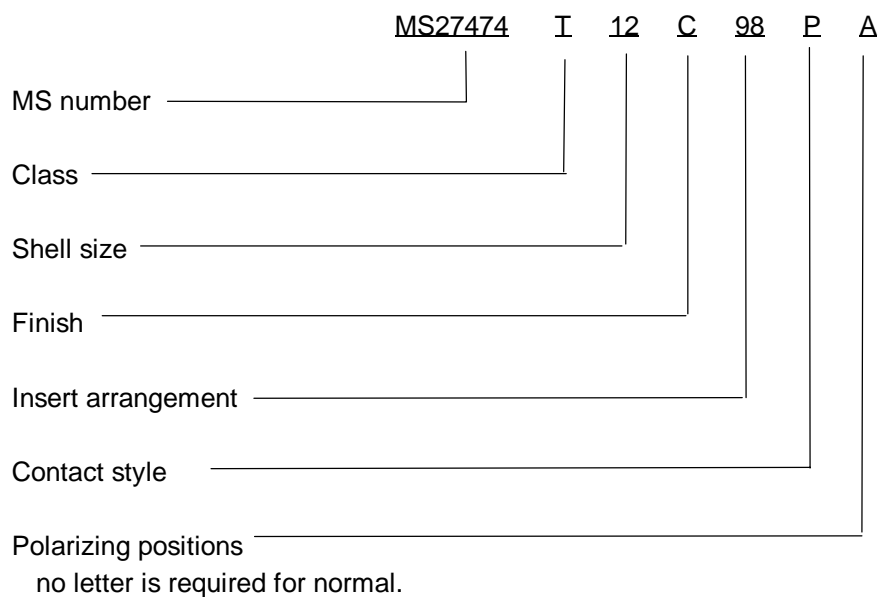 MS27474 T 12 C 98 P A
MS number
Class
Shell size
Finish
Insert arrangement
Contact style
Polarizing positions
no letter is required for normal.